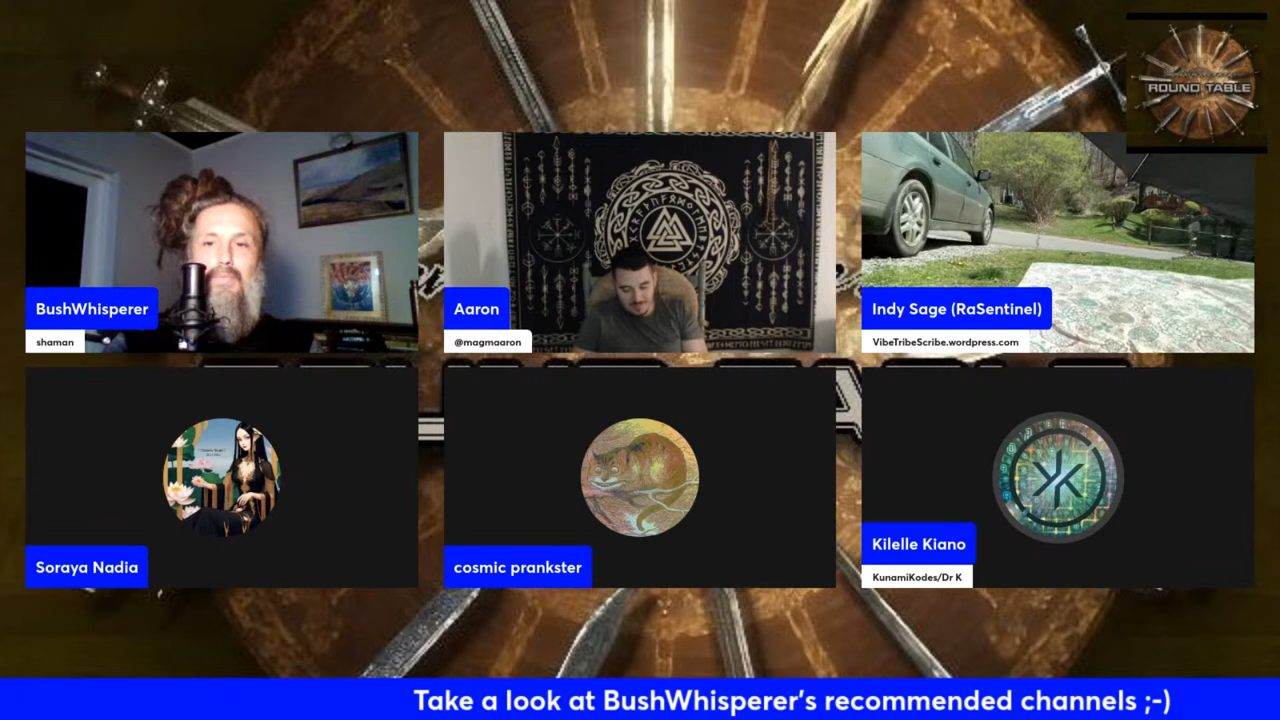 ROUND TABLE
BushWhisperer
shaman
Aaron
@magmaaron
Indy Sage (RaSentinel)
VibeTribeScribe.wordpress.com
Soraya Nadia
cosmic prankster
Kilelle Kiano
KunamiKodes/Dr K
Take a look at BushWhisperer's recommended channels ;-)